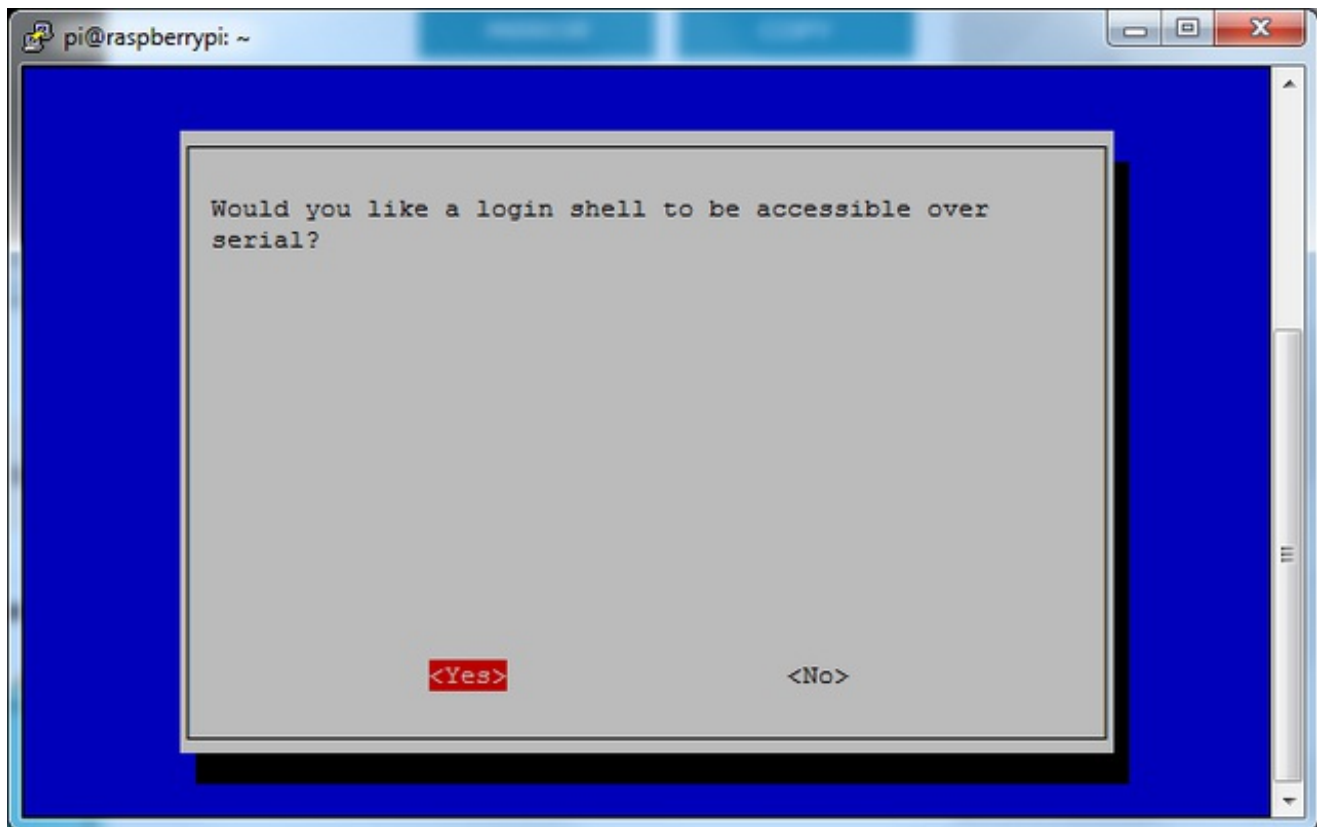 pi@raspberrypi: ~
Would you like a login shell to be accessible over
serial?
<Yes> <No>